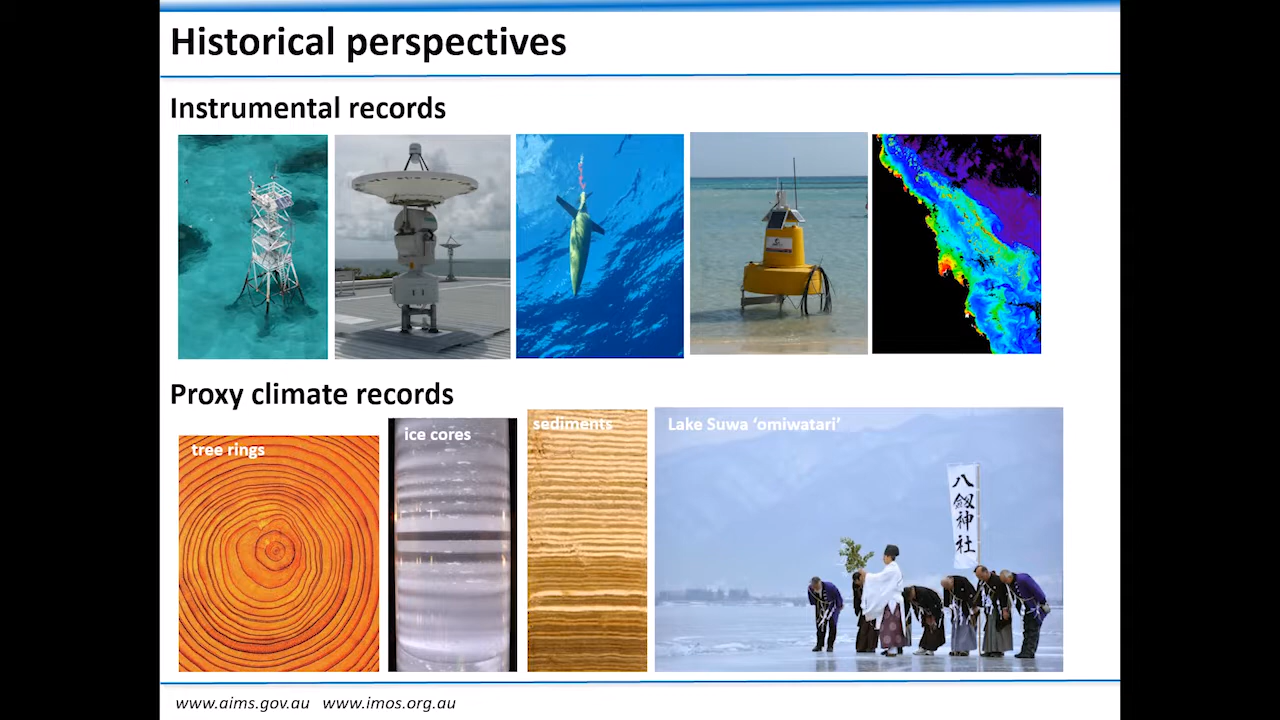 Historical perspectives
Instrumental records
Proxy climate records
tree rings
ice cores
sediments
Lake Suwa ‘omiwatari’
八
劔
神
社
www.aims.gov.au www.imos.org.au